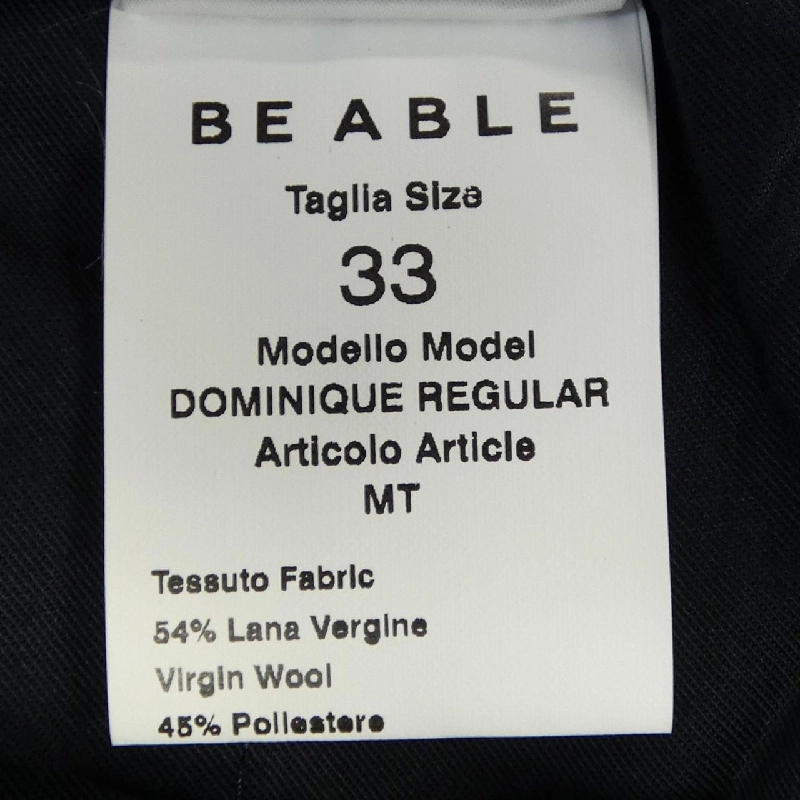 BE ABLE
Taglia Size
33
Modello Model
DOMINIQUE REGULAR
Articolo Article
MT
Tessuto Fabric
54% Lana Vergine
Virgin Wool
45% Poliestere